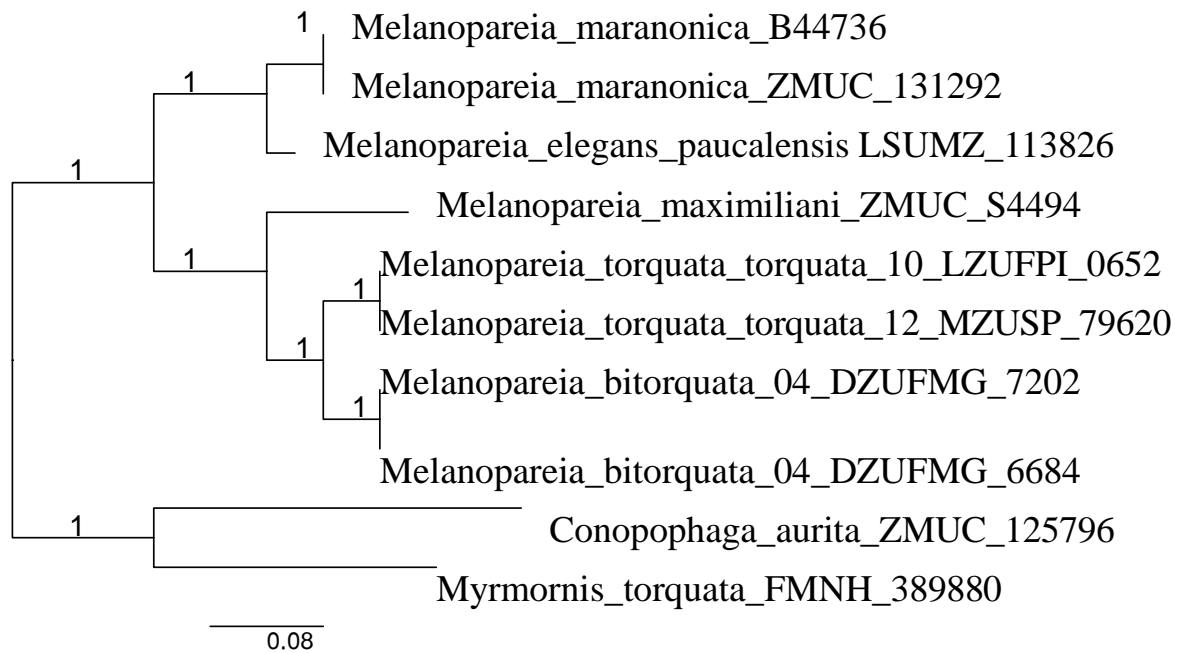 1 Melanopareia_maranonica_B44736
1 Melanopareia_maranonica_ZMUC_131292
Melanopareia_elegans_paucalensis LSUMZ_113826
1
Melanopareia_maximiliani_ZMUC_S4494
1 Melanopareia_torquata_torquata_10_LZUFPI_0652
1
Melanopareia_torquata_torquata_12_MZUSP_79620
1
Melanopareia_bitorquata_04_DZUFMG_7202
1
Melanopareia_bitorquata_04_DZUFMG_6684
1 Conopophaga_aurita_ZMUC_125796
Myrmornis_torquata_FMNH_389880
0.08